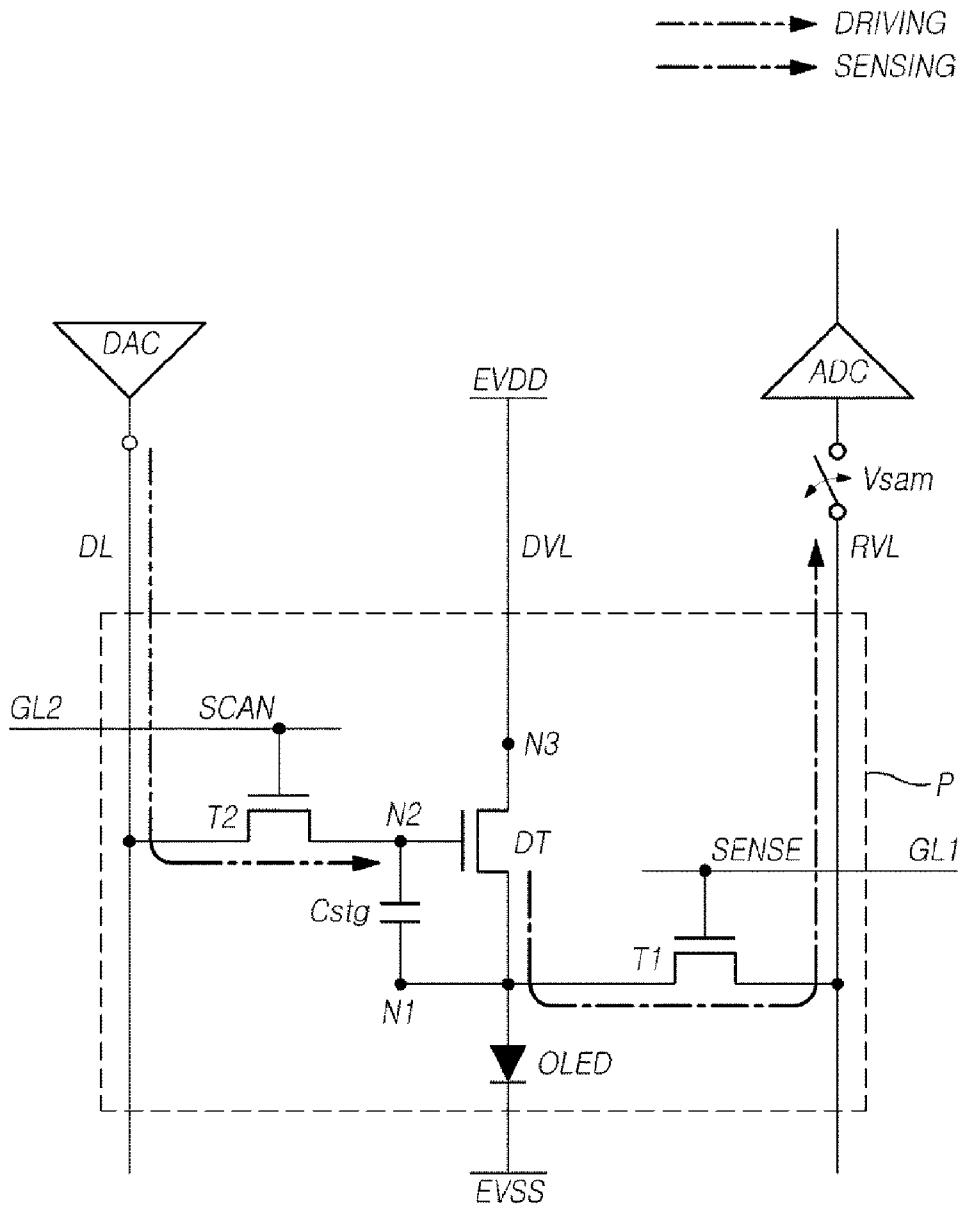 DRIVING
SENSING
DAC
EVDD
ADC
Vsam
DL
DVL
RVL
GL2
SCAN
N3
P
T2
N2
DT
SENSE
GL1
Cstg
T1
N1
OLED
EVSS